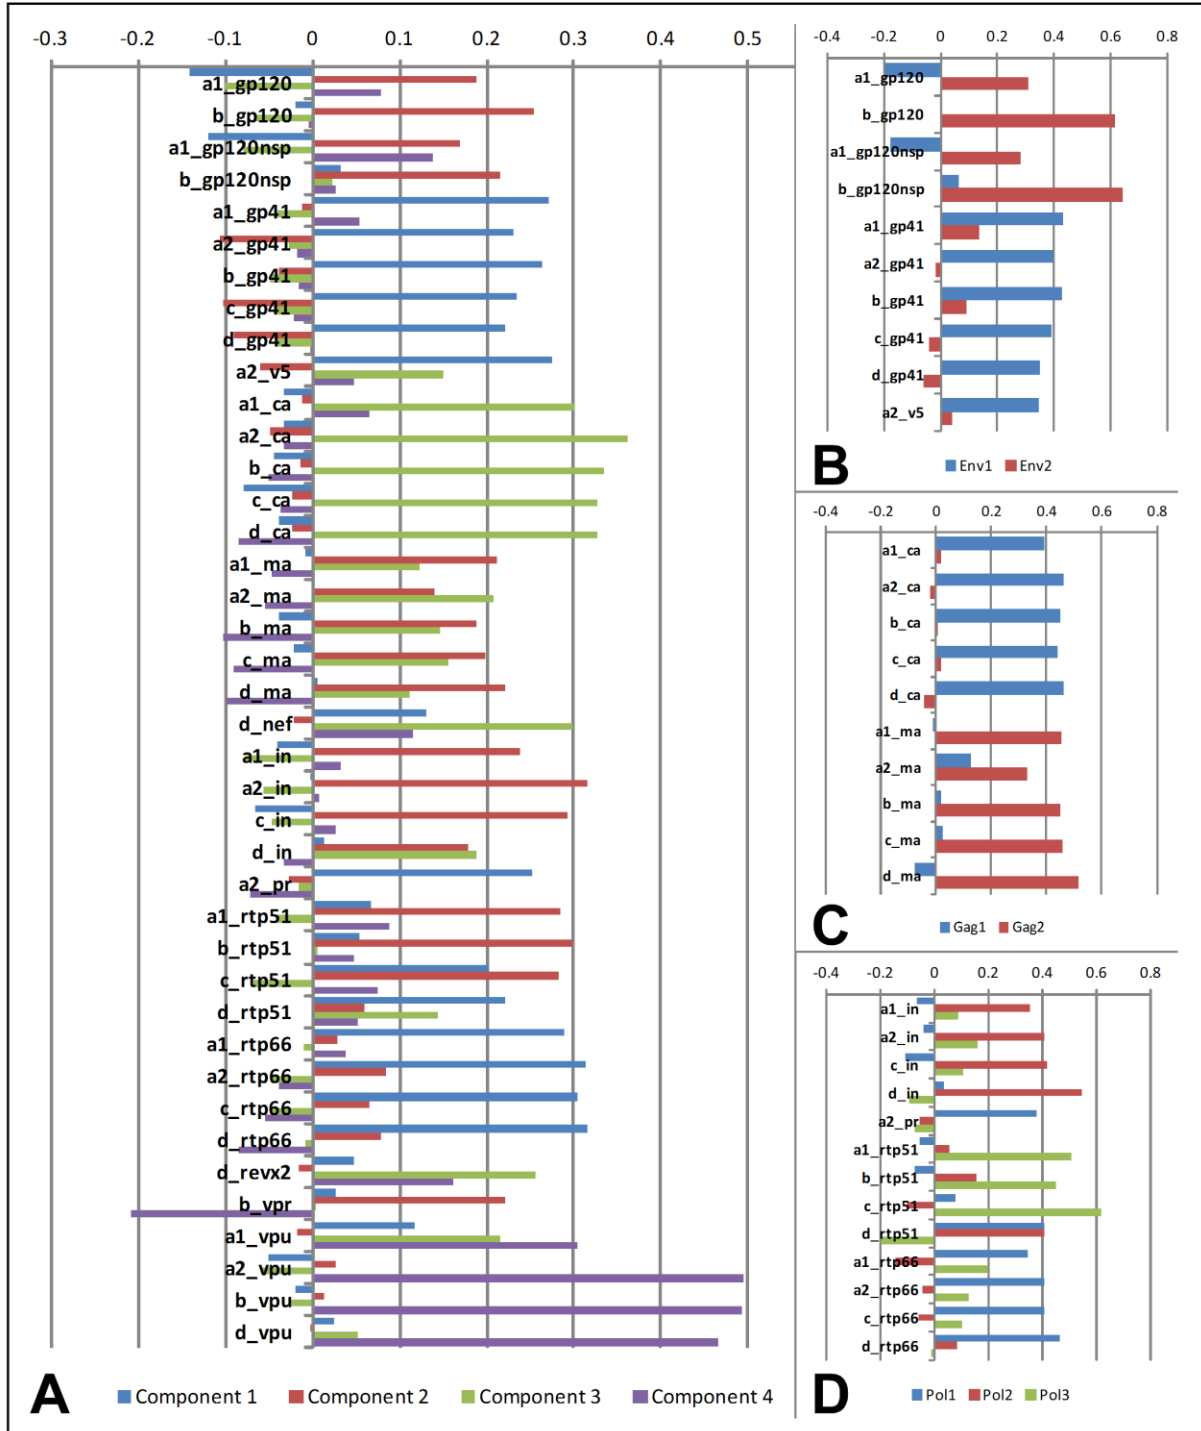 -0.3 -0.2 -0.1 0 0.1 0.2 0.3 0.4 0.5
a1_gp120
b_gp120
a1_gp120nsp
b_gp120nsp
a1_gp41
a2_gp41
b_gp41
c_gp41
d_gp41
a2_v5
a1_ca
a2_ca
b_ca
c_ca
d_ca
a1_ma
a2_ma
b_ma
c_ma
d_ma
d_nef
a1_in
a2_in
c_in
d_in
a2_pr
a1_rtp51
b_rtp51
c_rtp51
d_rtp51
a1_rtp66
a2_rtp66
c_rtp66
d_rtp66
d_revx2
b_vpr
a1_vpu
a2_vpu
b_vpu
d_vpu
A
Component 1 Component 2 Component 3 Component 4
-0.4 -0.2 0 0.2 0.4 0.6 0.8
a1_gp120
b_gp120
a1_gp120nsp
b_gp120nsp
a1_gp41
a2_gp41
b_gp41
c_gp41
d_gp41
a2_v5
B
Env1 Env2
-0.4 -0.2 0 0.2 0.4 0.6 0.8
a1_ca
a2_ca
b_ca
c_ca
d_ca
a1_ma
a2_ma
b_ma
c_ma
d_ma
C
Gag1 Gag2
-0.4 -0.2 0 0.2 0.4 0.6 0.8
a1_in
a2_in
c_in
d_in
a2_pr
a1_rtp51
b_rtp51
c_rtp51
d_rtp51
a1_rtp66
a2_rtp66
c_rtp66
d_rtp66
D
Pol1 Pol2 Pol3